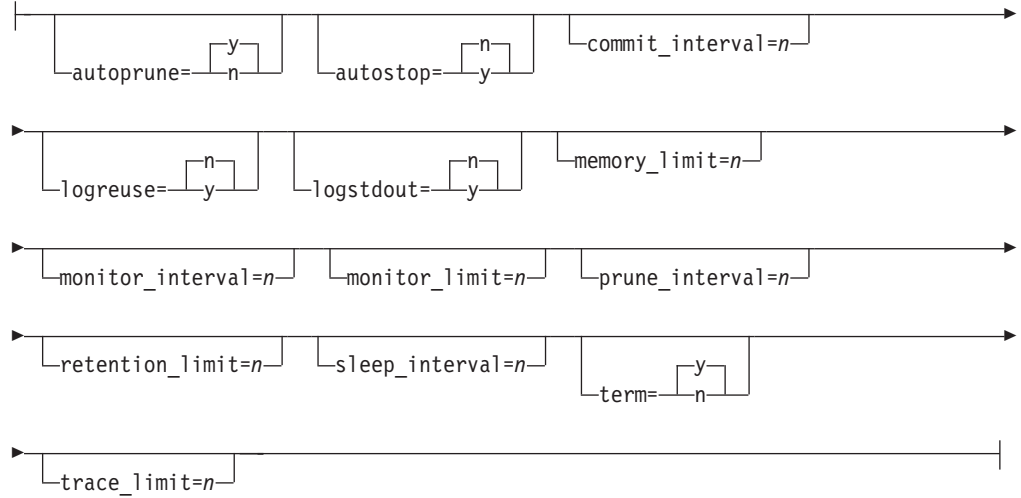 y n
autoprune= n autostop= y commit_interval=n
n n
logreuse= y logstdout= y memory_limit=n
monitor_interval=n monitor_limit=n prune_interval=n
retention_limit=n sleep_interval=n y
term= n
trace_limit=n